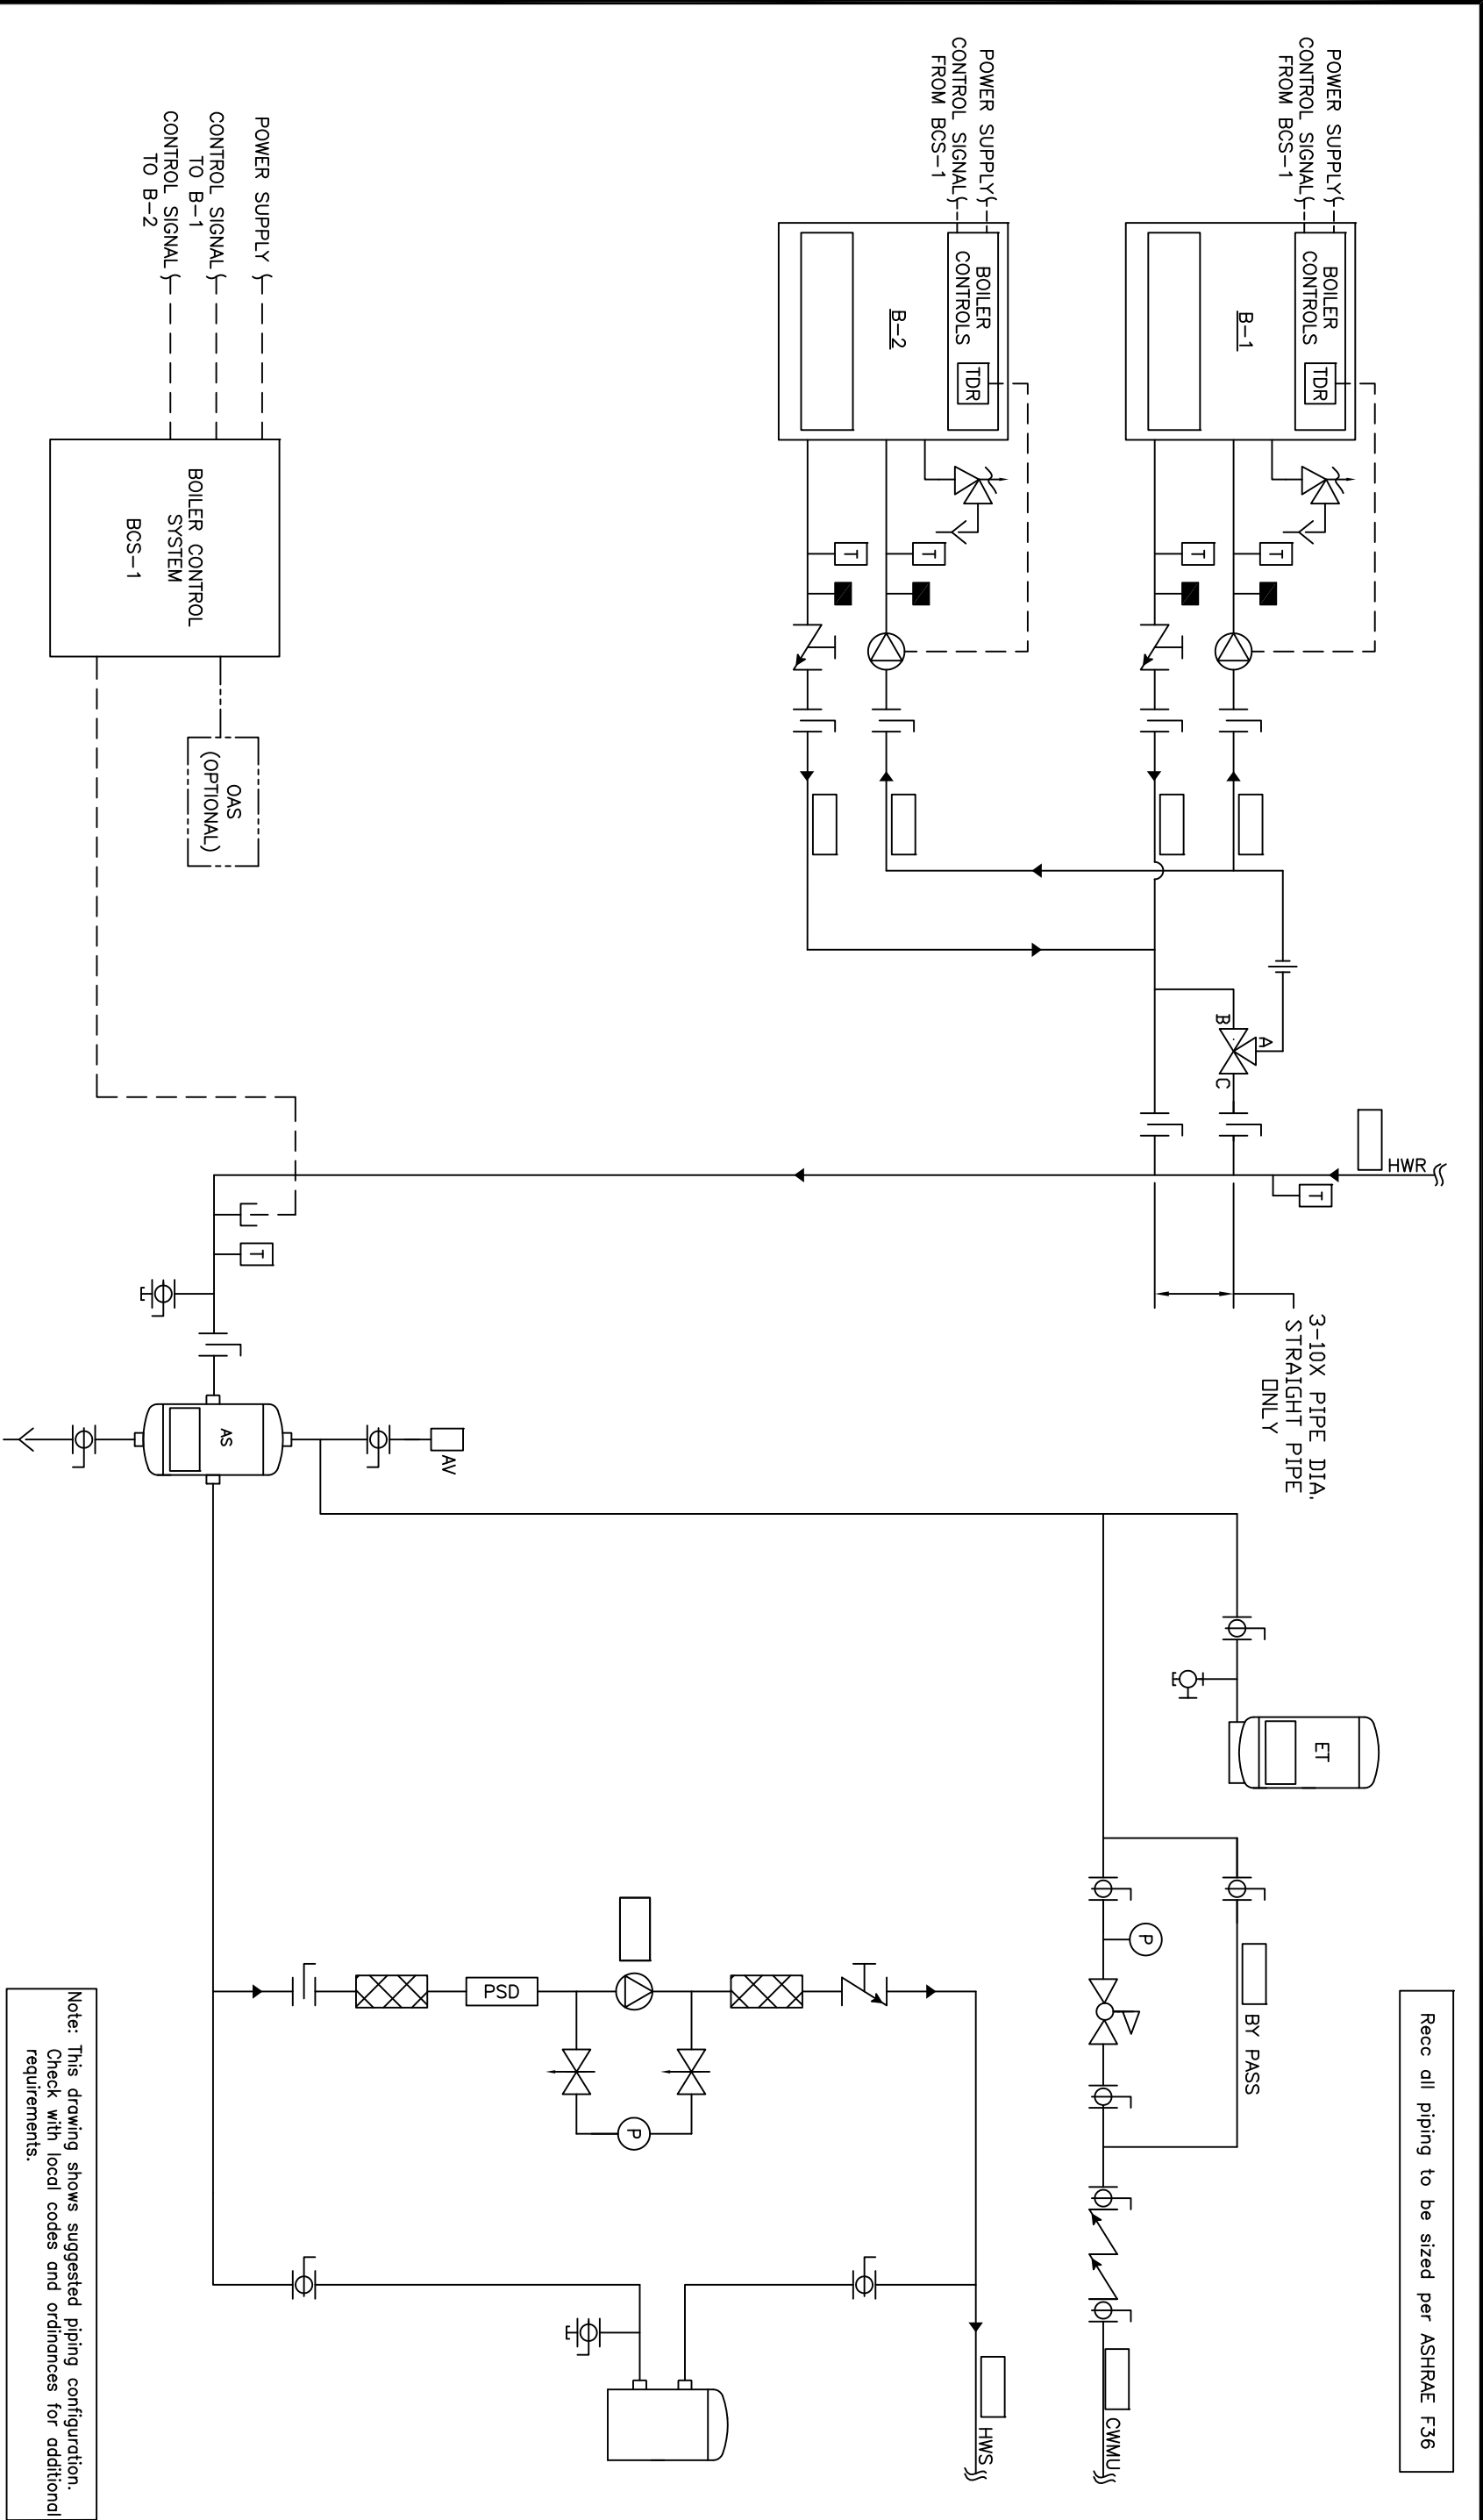 POWER SUPPLY
CONTROL SIGNAL
FROM BCS-1
BOILER
CONTROLS
TDR
B-1
T
T
POWER SUPPLY
CONTROL SIGNAL
FROM BCS-1
BOILER
CONTROLS
TDR
B-2
T
T
POWER SUPPLY
CONTROL SIGNAL
TO B-1
CONTROL SIGNAL
TO B-2
BOILER CONTROL
SYSTEM
BCS-1
OAS
(OPTIONAL)
A
B
C
HWR
T
3-10X PIPE DIA.
STRAIGHT PIPE
ONLY
T
AS
AV
ET
P
BY PASS
PSD
P
HWS
CWMU
Recc all piping to be sized per ASHRAE F36
Note: This drawing shows suggested piping configuration.
Check with local codes and ordinances for additional
requirements.